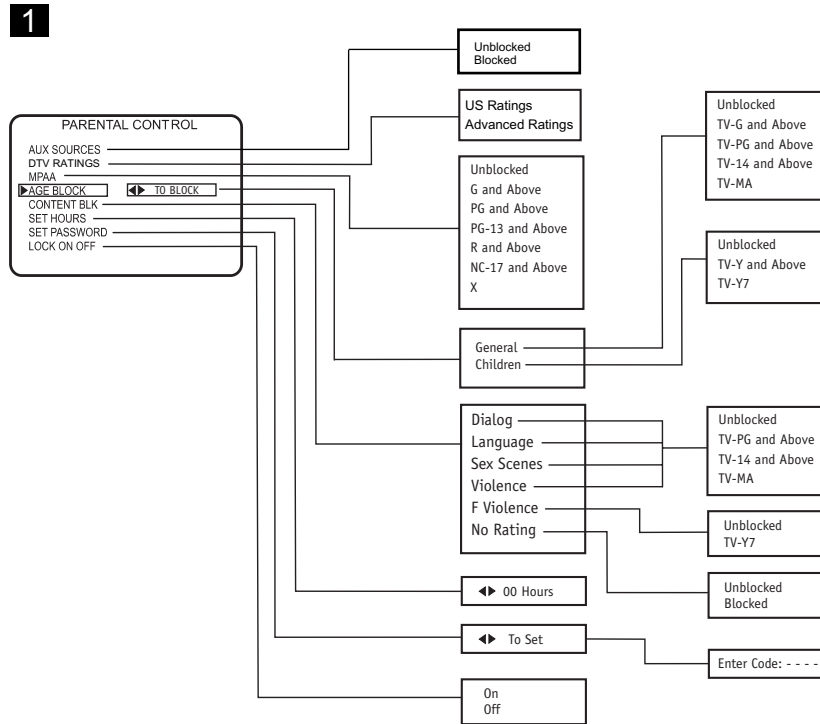 1
PARENTAL CONTROL
AUX SOURCES
DTV RATINGS
MPAA
AGE BLOCK TO BLOCK
CONTENT BLK
SET HOURS
SET PASSWORD
LOCK ON OFF
Unblocked
Blocked
US Ratings
Advanced Ratings
Unblocked
G and Above
PG and Above
PG-13 and Above
R and Above
NC-17 and Above
X
General
Children
Unblocked
TV-G and Above
TV-PG and Above
TV-14 and Above
TV-MA
Unblocked
TV-Y and Above
TV-Y7
Dialog
Language
Sex Scenes
Violence
F Violence
No Rating
Unblocked
TV-PG and Above
TV-14 and Above
TV-MA
Unblocked
TV-Y7
Unblocked
Blocked
00 Hours
To Set
Enter Code: - - - -
On
Off